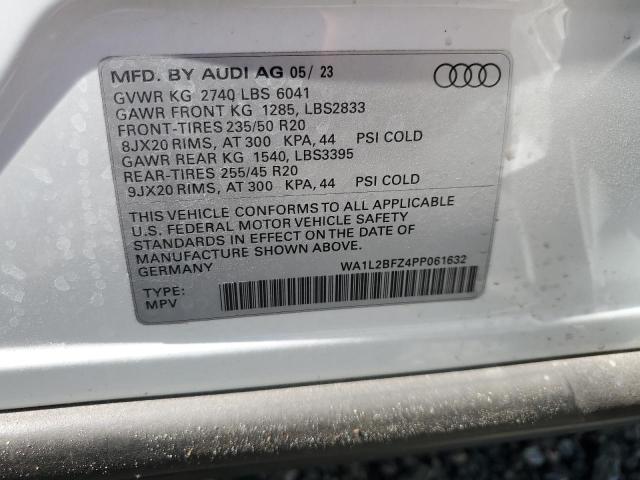 MFD. BY AUDI AG 05/ 23
GVWR KG 2740 LBS 6041
GAWR FRONT KG 1285, LBS2833
FRONT-TIRES 235/50 R20
8JX20 RIMS, AT 300 KPA, 44 PSI COLD
GAWR REAR KG 1540, LBS3395
REAR-TIRES 255/45 R20
9JX20 RIMS, AT 300 KPA, 44 PSI COLD
THIS VEHICLE CONFORMS TO ALL APPLICABLE
U.S. FEDERAL MOTOR VEHICLE SAFETY
STANDARDS IN EFFECT ON THE DATE OF
MANUFACTURE SHOWN ABOVE.
GERMANY
WA1L2BFZ4PP061632
TYPE:
MPV